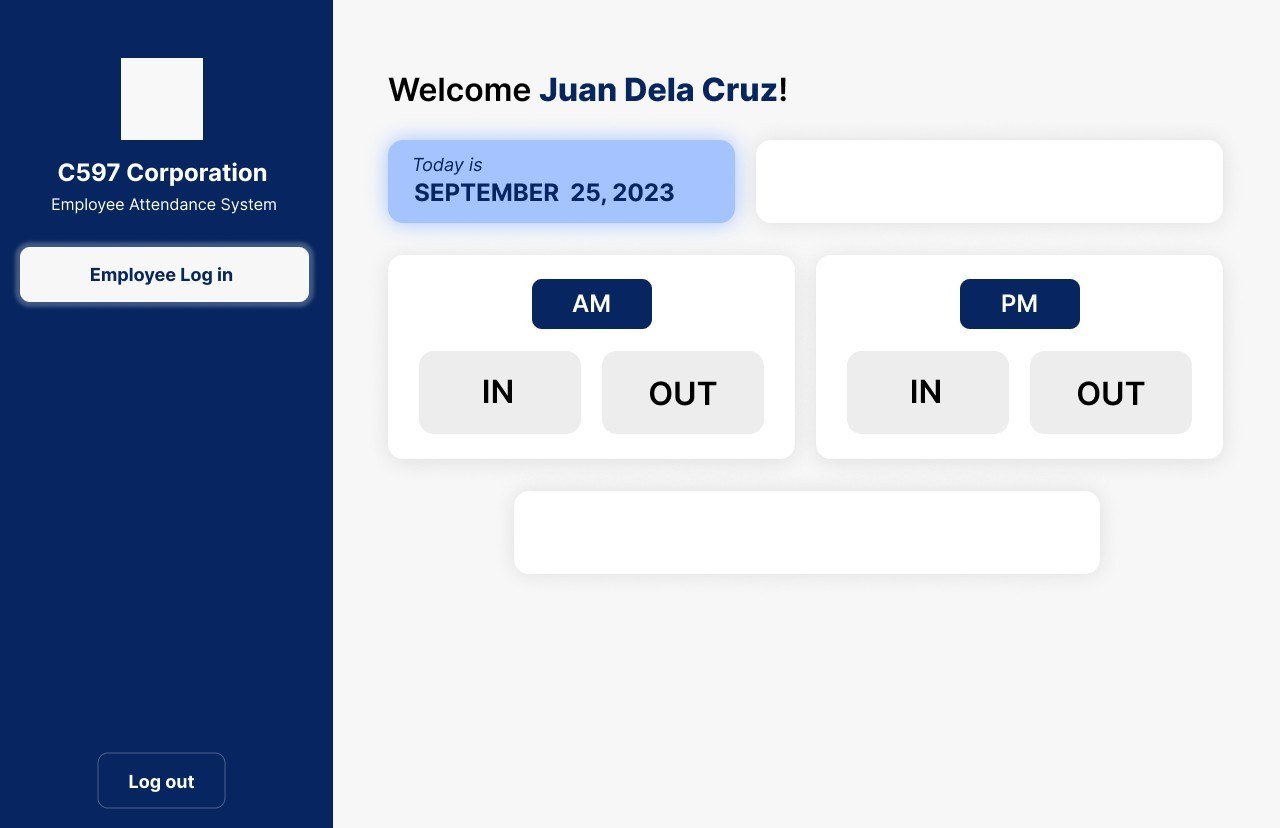 C597 Corporation
Employee Attendance System
Employee Log in
Log out
Welcome Juan Dela Cruz!
Today is
SEPTEMBER 25, 2023
AM
IN OUT
PM
IN OUT